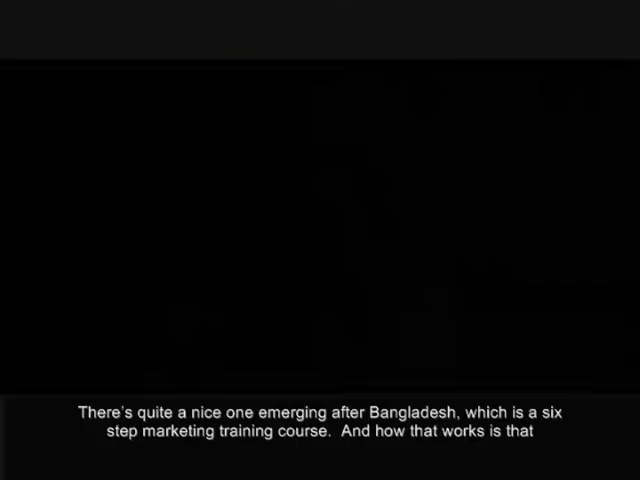 There's quite a nice one emerging after Bangladesh, which is a six
step marketing training course.  And how that works is that